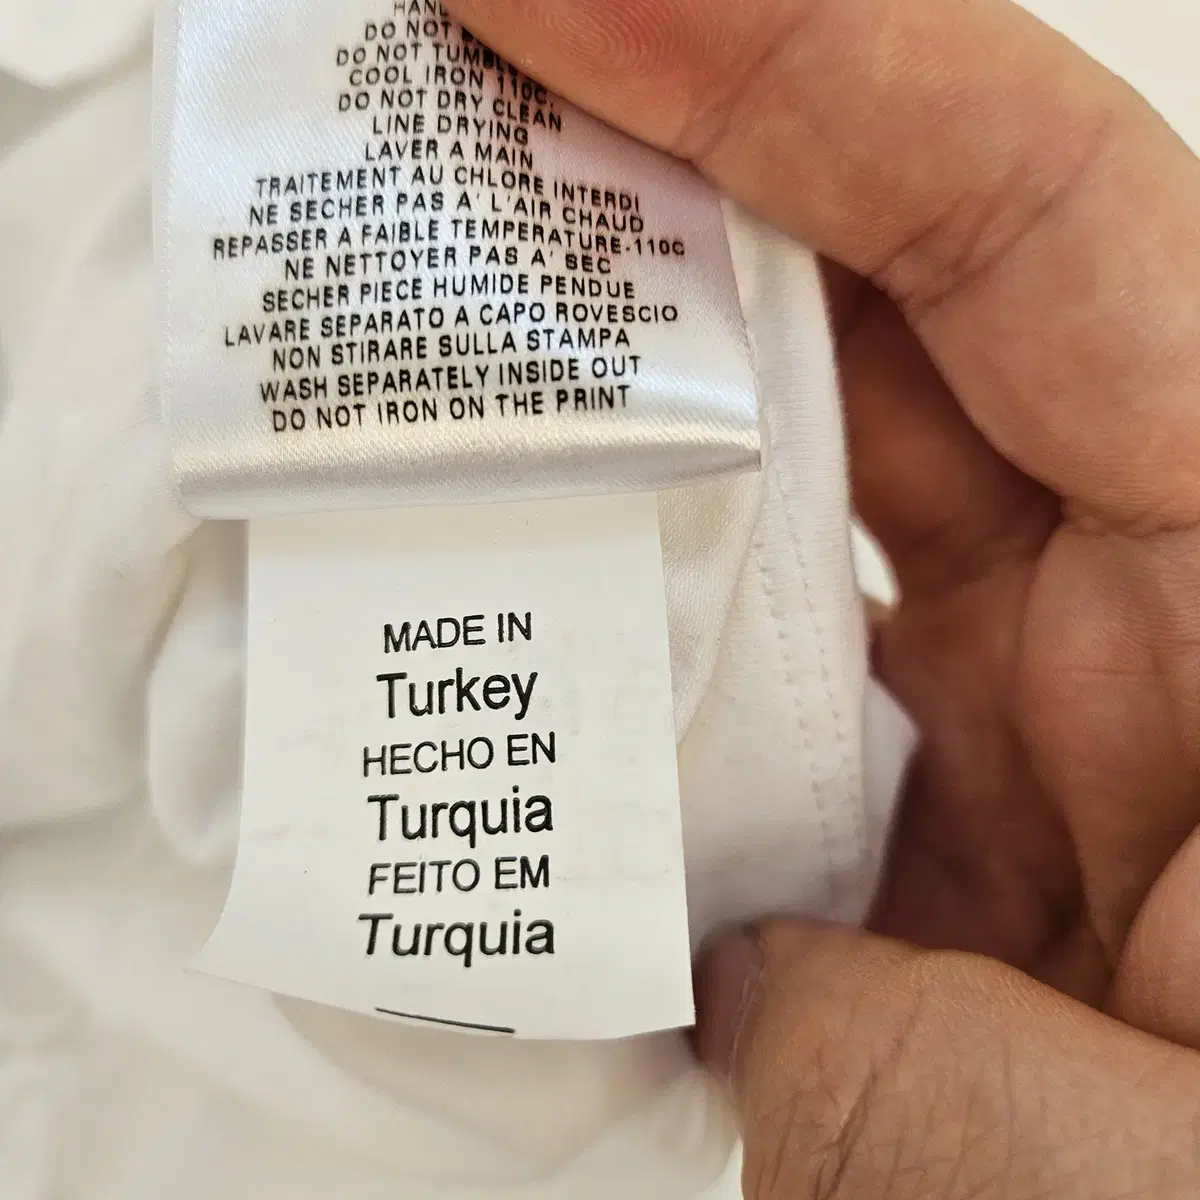 DO NOT
DO NOT TUMBLE
COOL IRON 110C.
DO NOT DRY CLEAN
LINE DRYING
LAVER A MAIN
TRAITEMENT AU CHLORE INTERDI
NE SECHER PAS A' L'AIR CHAUD
REPASSER A FAIBLE TEMPERATURE-110C
NE NETTOYER PAS A' SEC
SECHER PIECE HUMIDE PENDUE
LAVARE SEPARATO A CAPO ROVESCIO
NON STIRARE SULLA STAMPA
WASH SEPARATELY INSIDE OUT
DO NOT IRON ON THE PRINT
MADE IN
Turkey
HECHO EN
Turquia
FEITO EM
Turquia